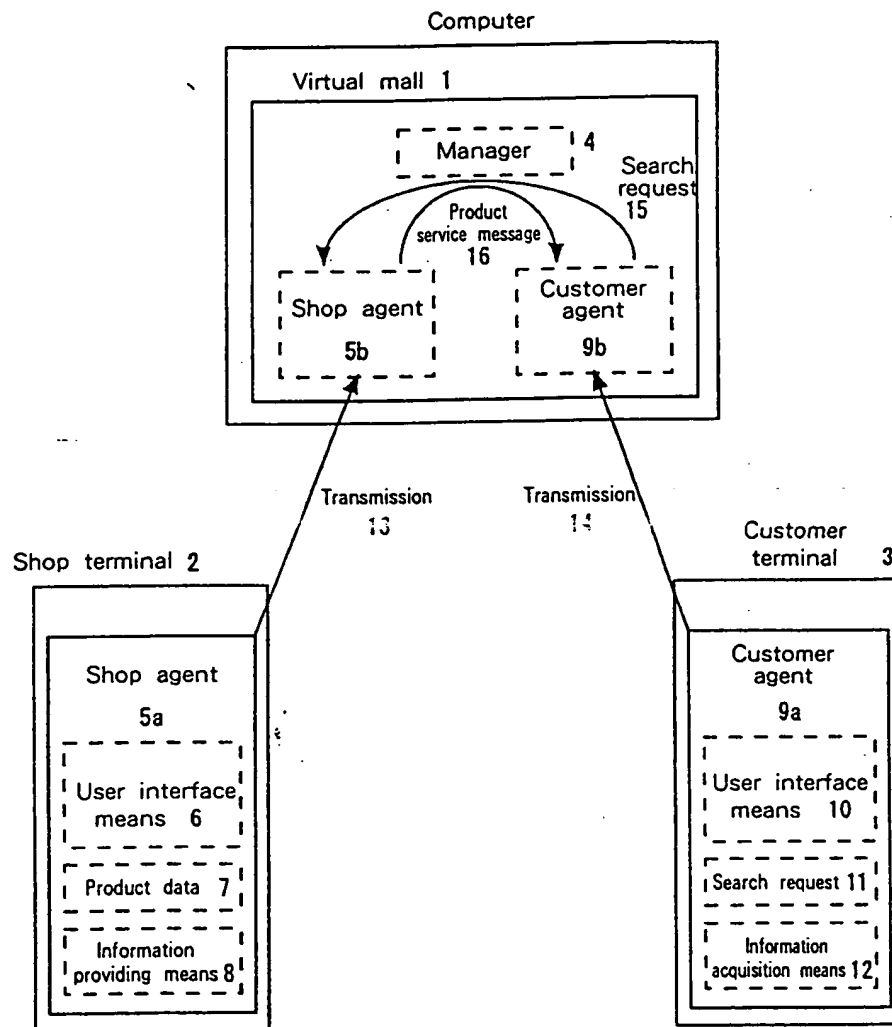 Computer
Virtual mall 1
Manager 4
Search
request
15
Product
service message
16
Shop agent
5b
Customer
agent
9b
Transmission
13
Transmission
14
Shop terminal 2
Customer
terminal 3
Shop agent
5a
User interface
means 6
Product data 7
Information
providing means 8
Customer
agent
9a
User interface
means 10
Search request 11
Information
acquisition means 12